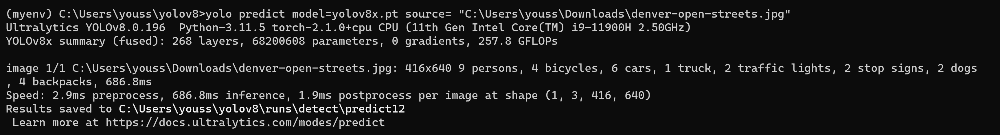 (myenv) C:\Users\youss\yolov8>yolo predict model=yolov8x.pt source= "C:\Users\youss\Downloads\denver-open-streets.jpg"
Ultralytics YOLOv8.0.196  Python-3.11.5 torch-2.1.0+cpu CPU (11th Gen Intel Core(TM) i9-11900H 2.50GHz)
YOLOv8x summary (fused): 268 layers, 68200608 parameters, 0 gradients, 257.8 GFLOPs
image 1/1 C:\Users\youss\Downloads\denver-open-streets.jpg: 416x640 9 persons, 4 bicycles, 6 cars, 1 truck, 2 traffic lights, 2 stop signs, 2 dogs
, 4 backpacks, 686.8ms
Speed: 2.9ms preprocess, 686.8ms inference, 1.9ms postprocess per image at shape (1, 3, 416, 640)
Results saved to C:\Users\youss\yolov8\runs\detect\predict12
 Learn more at https://docs.ultralytics.com/modes/predict